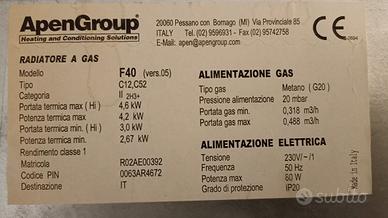 ApenGroup®
Heating and Conditioning Solutions
20060 Pessano con Bornago (MI) Via Provinciale 85
ITALY Tel. (02) 9596931 - Fax (02) 95742758
E-Mail: apen@apengroup.com
CE
0694
RADIATORE A GAS
Modello F40 (vers.05)
Tipo C12,C52
Categoria II 2H3+
Portata termica max ( Hi ) 4,6 kW
Potenza termica max 4,2 kW
Portata termica min ( Hi ) 3,0 kW
Potenza termica min 2,67 kW
Rendimento classe 1
Matricola R02AE00392
Codice PIN 0063AR4672
Destinazione IT
ALIMENTAZIONE GAS
Tipo gas Metano (G20)
Pressione alimentazione 20 mbar
Portata gas min. 0,318 m3/h
Portata gas max 0,488 m3/h
ALIMENTAZIONE ELETTRICA
Tensione 230V/~/1
Frequenza 50 Hz
Potenza max 80 W
Grado di protezione IP20
Made in Italy
subito